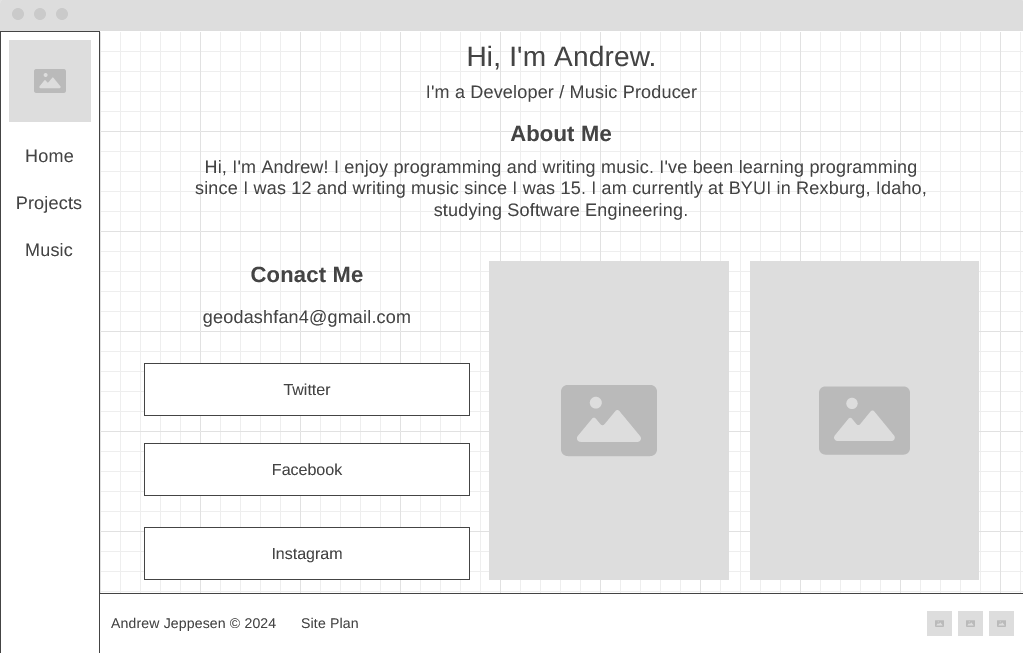 Hi, I'm Andrew.
I'm a Developer / Music Producer
About Me
Hi, I'm Andrew! I enjoy programming and writing music. I've been learning programming
since I was 12 and writing music since I was 15. I am currently at BYUI in Rexburg, Idaho,
studying Software Engineering.
Home
Projects
Music
Conact Me
geodashfan4@gmail.com
Twitter
Facebook
Instagram
Andrew Jeppesen © 2024 Site Plan